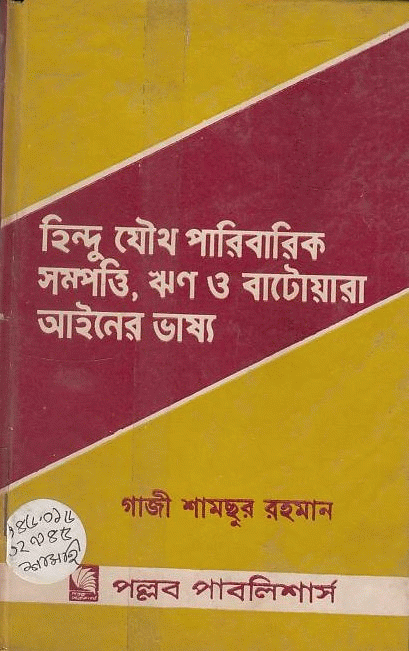 হিন্দু যৌথ পারিবারিক
সম্পত্তি, ঋণ ও বাটোয়ারা
আইনের ভাষ্য
গাজী শামছুর রহমান
পল্লব পাবলিশার্স